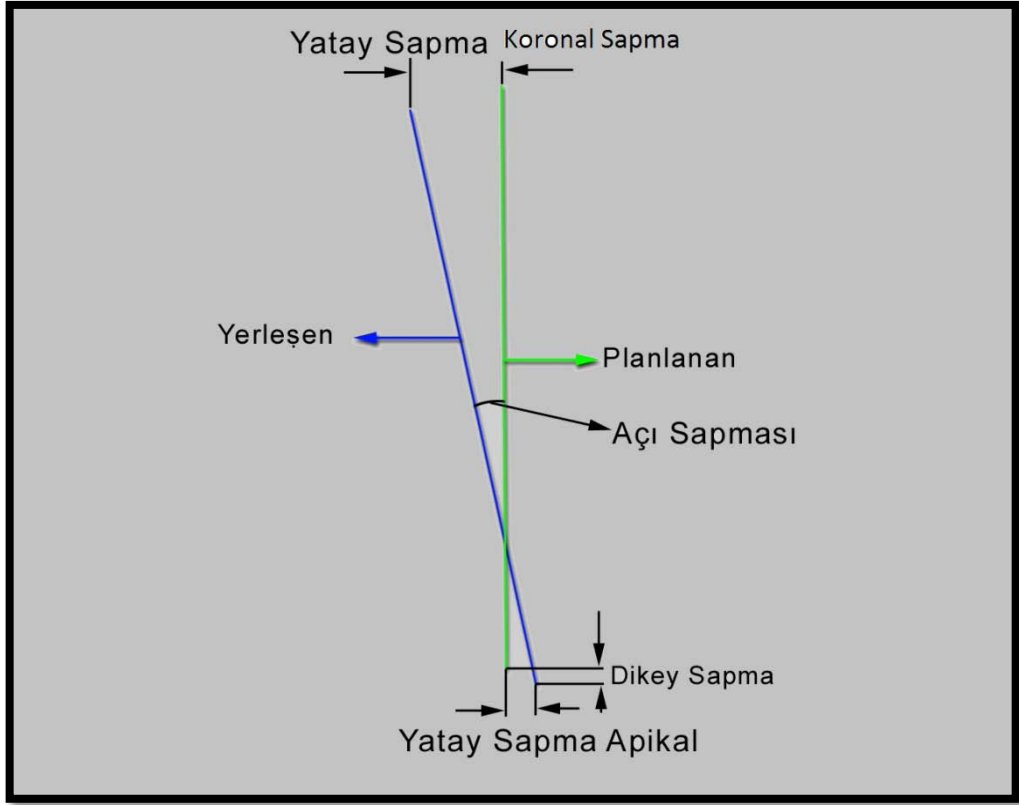 Yatay Sapma Koronal Sapma
Yerleşen
Planlanan
Açı Sapması
Dikey Sapma
Yatay Sapma Apikal